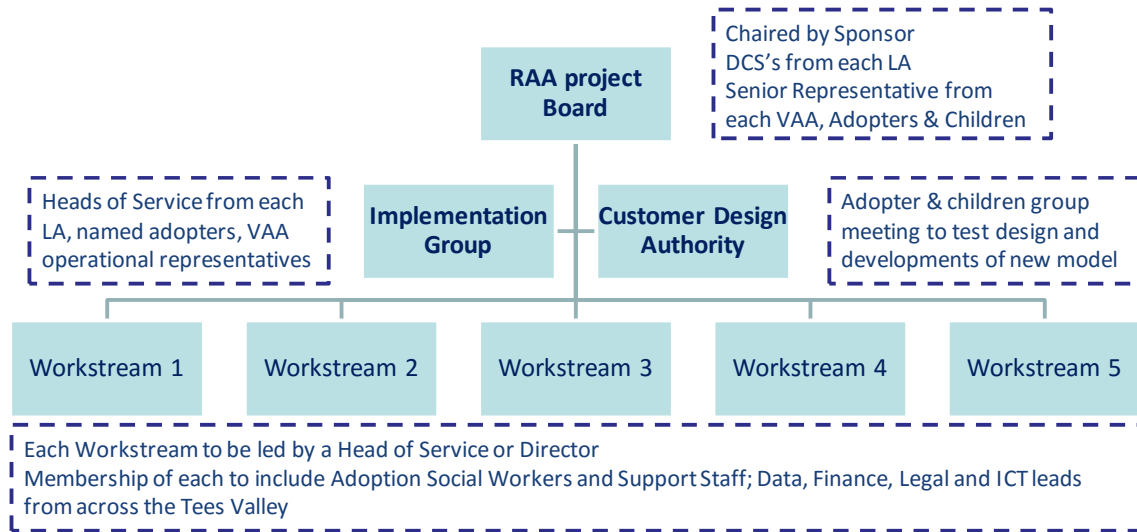 Chaired by Sponsor
DCS's from each LA
Senior Representative from
each VAA, Adopters & Children
RAA project
Board
Heads of Service from each
LA, named adopters, VAA
operational representatives
Implementation
Group
Customer Design
Authority
Adopter & children group
meeting to test design and
developments of new model
Workstream 1
Workstream 2
Workstream 3
Workstream 4
Workstream 5
Each Workstream to be led by a Head of Service or Director
Membership of each to include Adoption Social Workers and Support Staff; Data, Finance, Legal and ICT leads
from across the Tees Valley